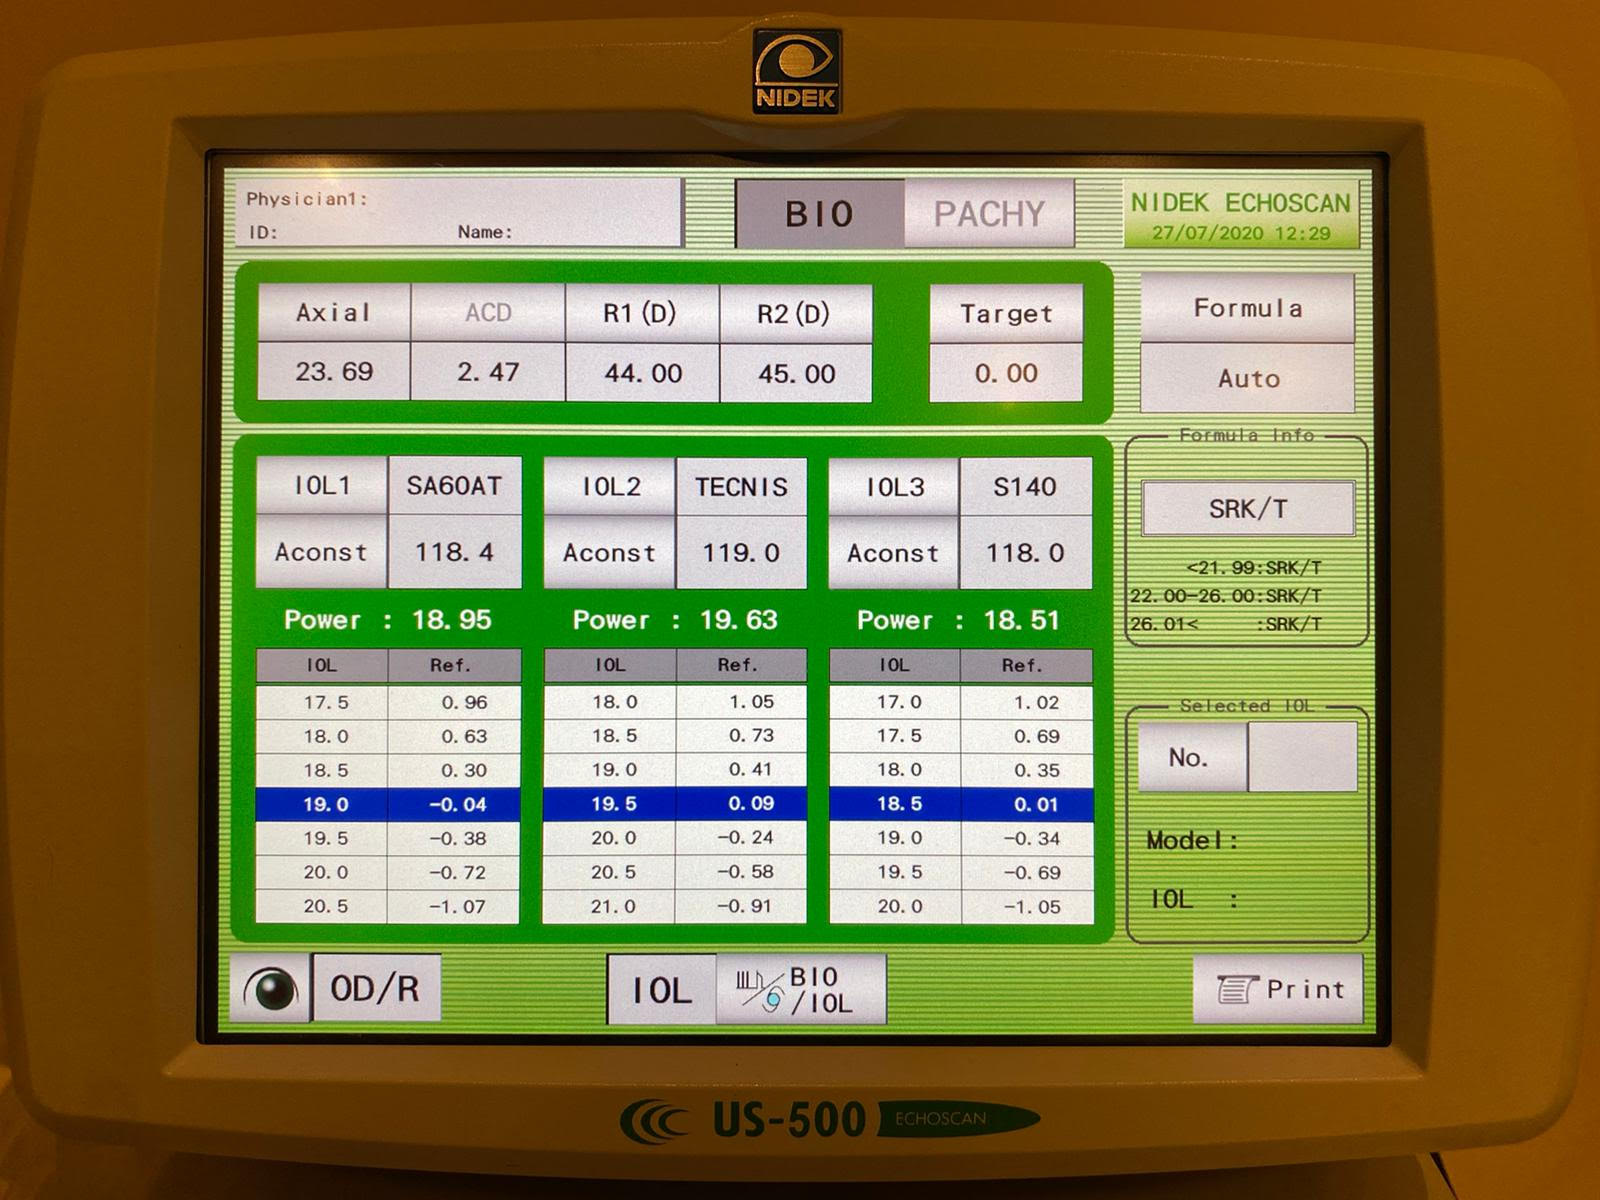 NIDEK
Physician1:
ID: Name:
BIO PACHY
NIDEK ECHOSCAN
27/07/2020 12:29
Axial ACD R1(D) R2(D) Target
23.69 2.47 44.00 45.00 0.00
Formula
Auto
Formula Info
SRK/T
<21.99:SRK/T
22.00-26.00:SRK/T
26.01< :SRK/T
IOL1 SA60AT IOL2 TECNIS IOL3 S140
Aconst 118.4 Aconst 119.0 Aconst 118.0
Power : 18.95 Power : 19.63 Power : 18.51
IOL Ref. IOL Ref. IOL Ref.
17.5 0.96 18.0 1.05 17.0 1.02
18.0 0.63 18.5 0.73 17.5 0.69
18.5 0.30 19.0 0.41 18.0 0.35
19.0 -0.04 19.5 0.09 18.5 0.01
19.5 -0.38 20.0 -0.24 19.0 -0.34
20.0 -0.72 20.5 -0.58 19.5 -0.69
20.5 -1.07 21.0 -0.91 20.0 -1.05
Selected IOL
No.
Model:
IOL :
OD/R IOL BIO
/IOL
Print
US-500 ECHOSCAN